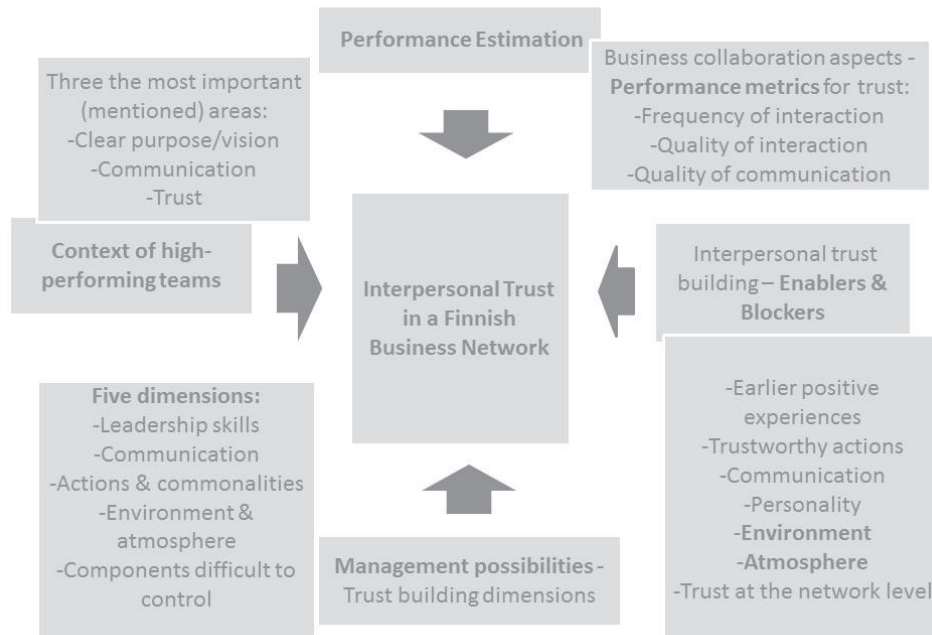 Performance Estimation
Three the most important
(mentioned) areas:
-Clear purpose/vision
-Communication
-Trust
Business collaboration aspects -
Performance metrics for trust:
-Frequency of interaction
-Quality of interaction
-Quality of communication
Context of high-
performing teams
Interpersonal Trust
in a Finnish
Business Network
Interpersonal trust
building – Enablers &
Blockers
Five dimensions:
-Leadership skills
-Communication
-Actions & commonalities
-Environment &
atmosphere
-Components difficult to
control
Management possibilities -
Trust building dimensions
-Earlier positive
experiences
-Trustworthy actions
-Communication
-Personality
-Environment
-Atmosphere
-Trust at the network level